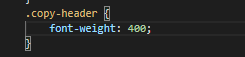 .copy-header {
    font-weight: 400;
}